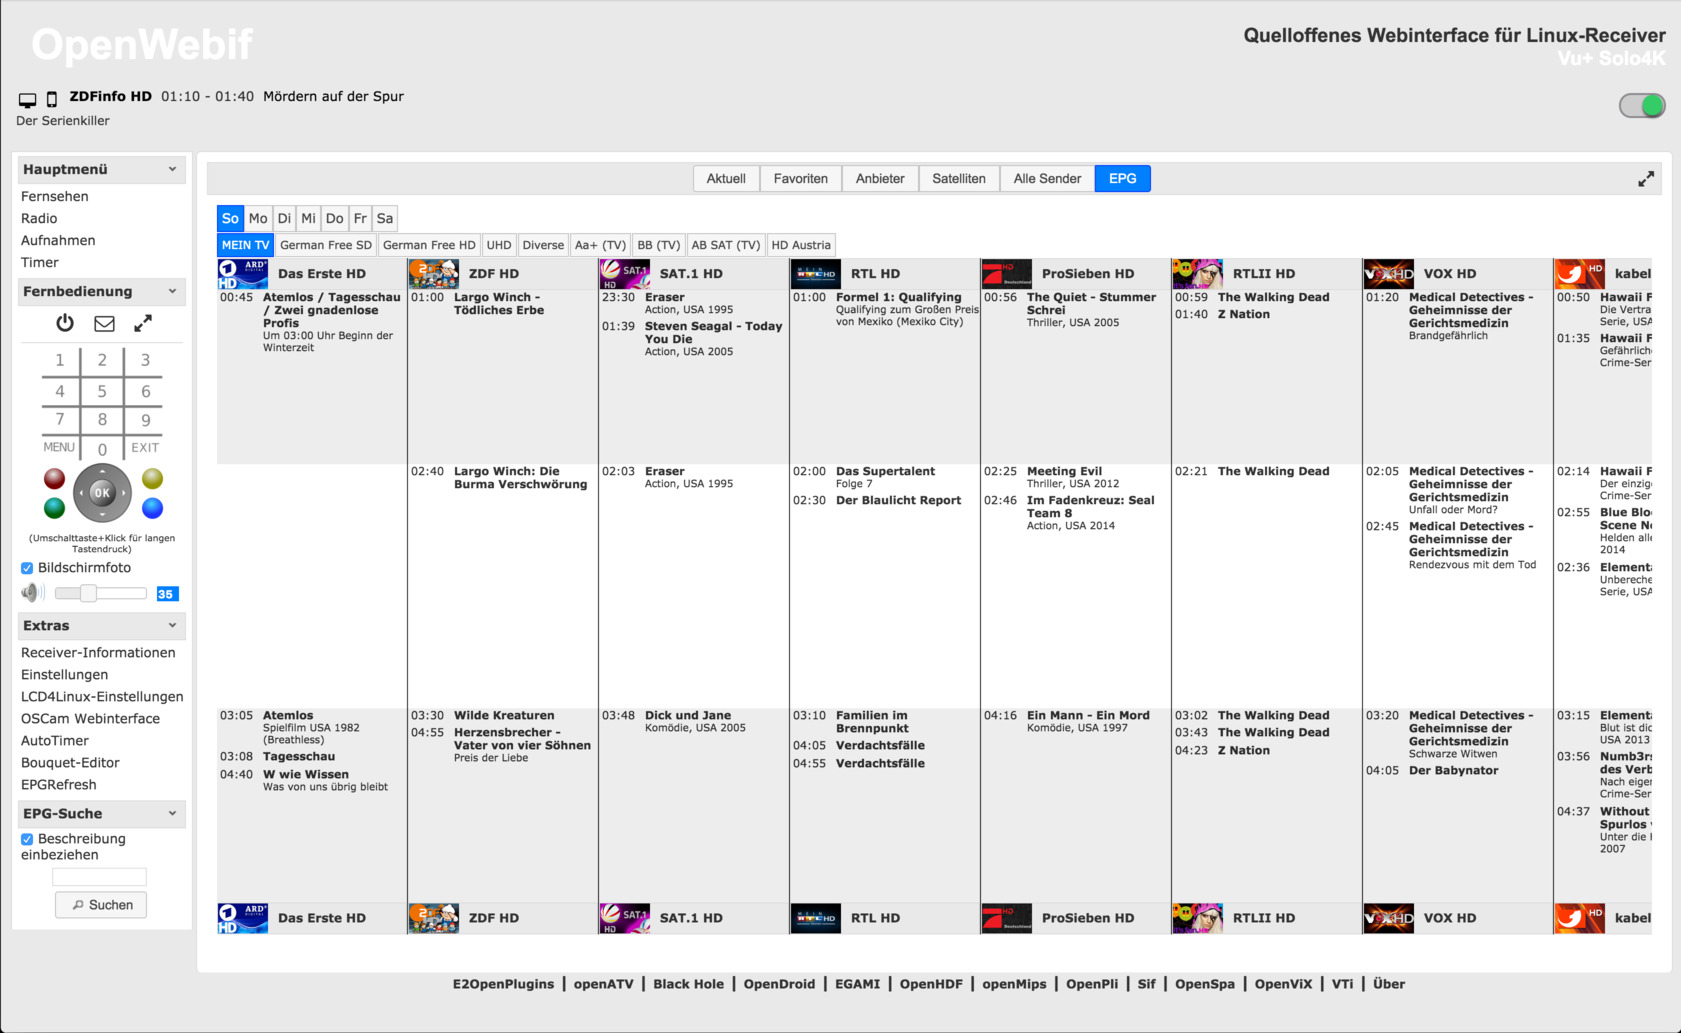 OpenWebif
Quelloffenes Webinterface für Linux-Receiver
Vu+ Solo4K
ZDFinfo HD 01:10 - 01:40 Mördern auf der Spur
Der Serienkiller
Hauptmenü
Fernsehen
Radio
Aufnahmen
Timer
Fernbedienung
1 2 3
4 5 6
7 8 9
MENU 0 EXIT
OK
(Umschalttaste+Klick für langen
Tastendruck)
Bildschirmfoto
35
Extras
Receiver-Informationen
Einstellungen
LCD4Linux-Einstellungen
OSCam Webinterface
AutoTimer
Bouquet-Editor
EPGRefresh
EPG-Suche
Beschreibung
einbeziehen
Suchen
Aktuell Favoriten Anbieter Satelliten Alle Sender EPG
So Mo Di Mi Do Fr Sa
MEIN TV German Free SD German Free HD UHD Diverse Aa+ (TV) BB (TV) AB SAT (TV) HD Austria
Das Erste HD ZDF HD SAT.1 HD RTL HD ProSieben HD RTLII HD VOX HD kabel
00:45 Atemlos / Tagesschau
/ Zwei gnadenlose
Profis
Um 03:00 Uhr Beginn der
Winterzeit
01:00 Largo Winch -
Tödliches Erbe
23:30 Eraser
Action, USA 1995
01:39 Steven Seagal - Today
You Die
Action, USA 2005
01:00 Formel 1: Qualifying
Qualifying zum Großen Preis
von Mexiko (Mexiko City)
00:56 The Quiet - Stummer
Schrei
Thriller, USA 2005
00:59 The Walking Dead
01:40 Z Nation
01:20 Medical Detectives -
Geheimnisse der
Gerichtsmedizin
Brandgefährlich
00:50 Hawaii F
Die Vertra
Serie, USA
01:35 Hawaii F
Gefährlich
Crime-Ser
02:40 Largo Winch: Die
Burma Verschwörung
02:03 Eraser
Action, USA 1995
02:00 Das Supertalent
Folge 7
02:30 Der Blaulicht Report
02:25 Meeting Evil
Thriller, USA 2012
02:46 Im Fadenkreuz: Seal
Team 8
Action, USA 2014
02:21 The Walking Dead
02:05 Medical Detectives -
Geheimnisse der
Gerichtsmedizin
Unfall oder Mord?
02:45 Medical Detectives -
Geheimnisse der
Gerichtsmedizin
Rendezvous mit dem Tod
02:14 Hawaii F
Der einzig
Crime-Ser
02:55 Blue Blo
Scene N
Helden all
2014
02:36 Element
Unbereche
Serie, USA
03:05 Atemlos
Spielfilm USA 1982
(Breathless)
03:08 Tagesschau
04:40 W wie Wissen
Was von uns übrig bleibt
03:30 Wilde Kreaturen
04:55 Herzensbrecher -
Vater von vier Söhnen
Preis der Liebe
03:48 Dick und Jane
Komödie, USA 2005
03:10 Familien im
Brennpunkt
04:05 Verdachtsfälle
04:55 Verdachtsfälle
04:16 Ein Mann - Ein Mord
Komödie, USA 1997
03:02 The Walking Dead
03:43 The Walking Dead
04:23 Z Nation
03:20 Medical Detectives -
Geheimnisse der
Gerichtsmedizin
Schwarze Witwen
04:05 Der Babynator
03:15 Element
Blut ist dic
USA 2013
03:56 Numb3r
des Verb
Nach eiger
Crime-Ser
04:37 Without
Spurlos
Unter die
2007
Das Erste HD ZDF HD SAT.1 HD RTL HD ProSieben HD RTLII HD VOX HD kabel
E2OpenPlugins | openATV | Black Hole | OpenDroid | EGAMI | OpenHDF | openMips | OpenPli | Sif | OpenSpa | OpenViX | VTi | Über